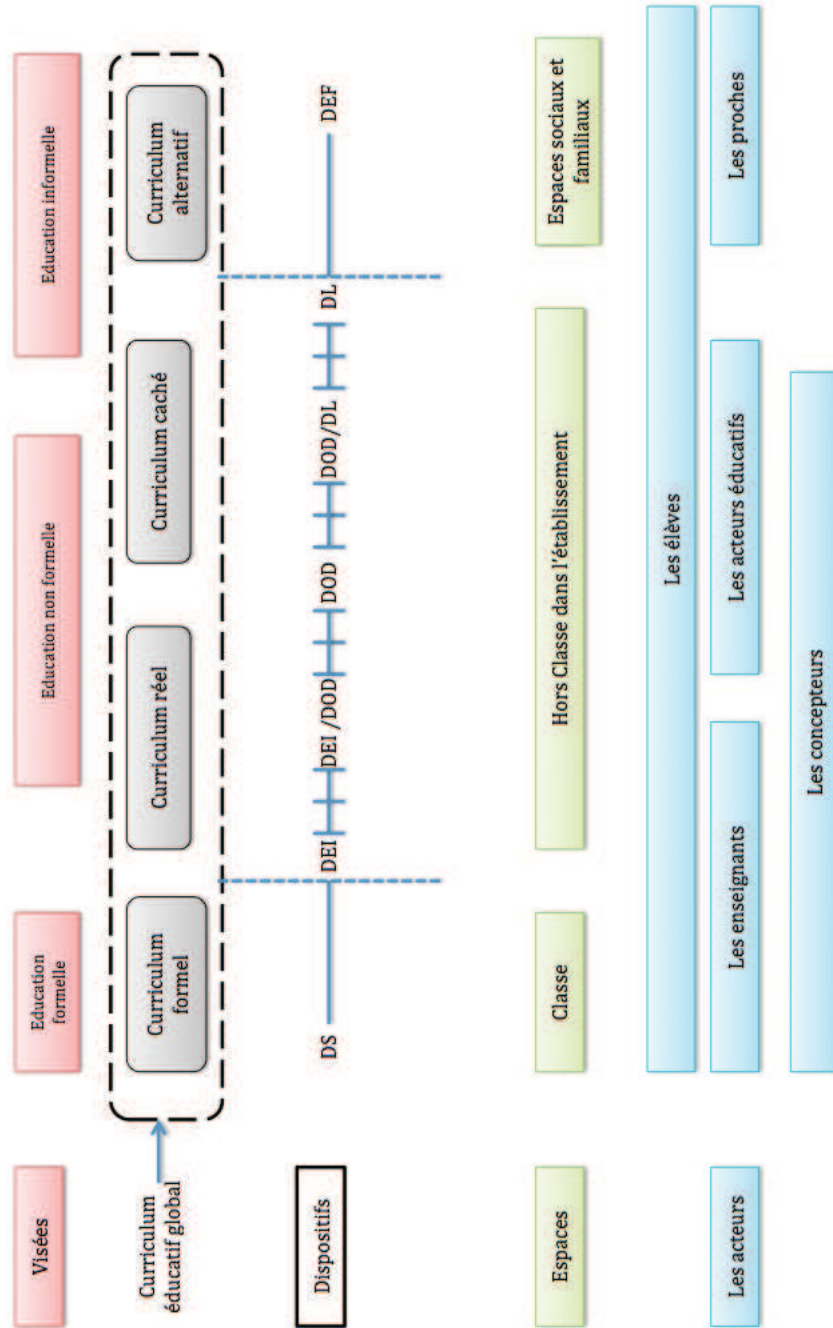 Visées
Education
formelle
Education non formelle
Education informelle
Curriculum
éducatif global
Curriculum
formel
Curriculum réel
Curriculum caché
Curriculum
alternatif
Dispositifs
DS
DEI
DEI /DOD
DOD
DOD/DL
DL
DEF
Espaces
Classe
Hors Classe dans l'établissement
Espaces sociaux et
familiaux
Les acteurs
Les élèves
Les enseignants
Les acteurs éducatifs
Les proches
Les concepteurs